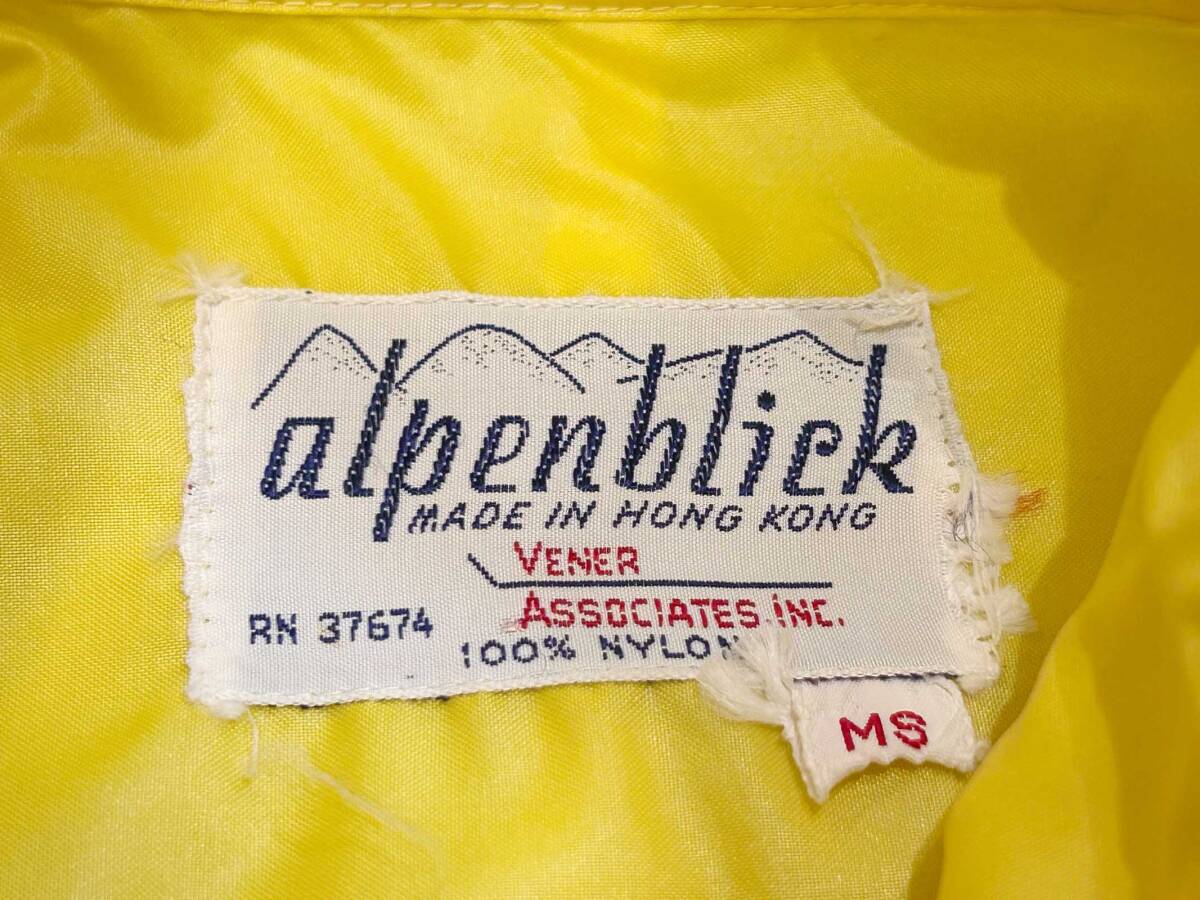 alpenblick
MADE IN HONG KONG
VENER
ASSOCIATES, INC.
RN 37674
100% NYLON
MS